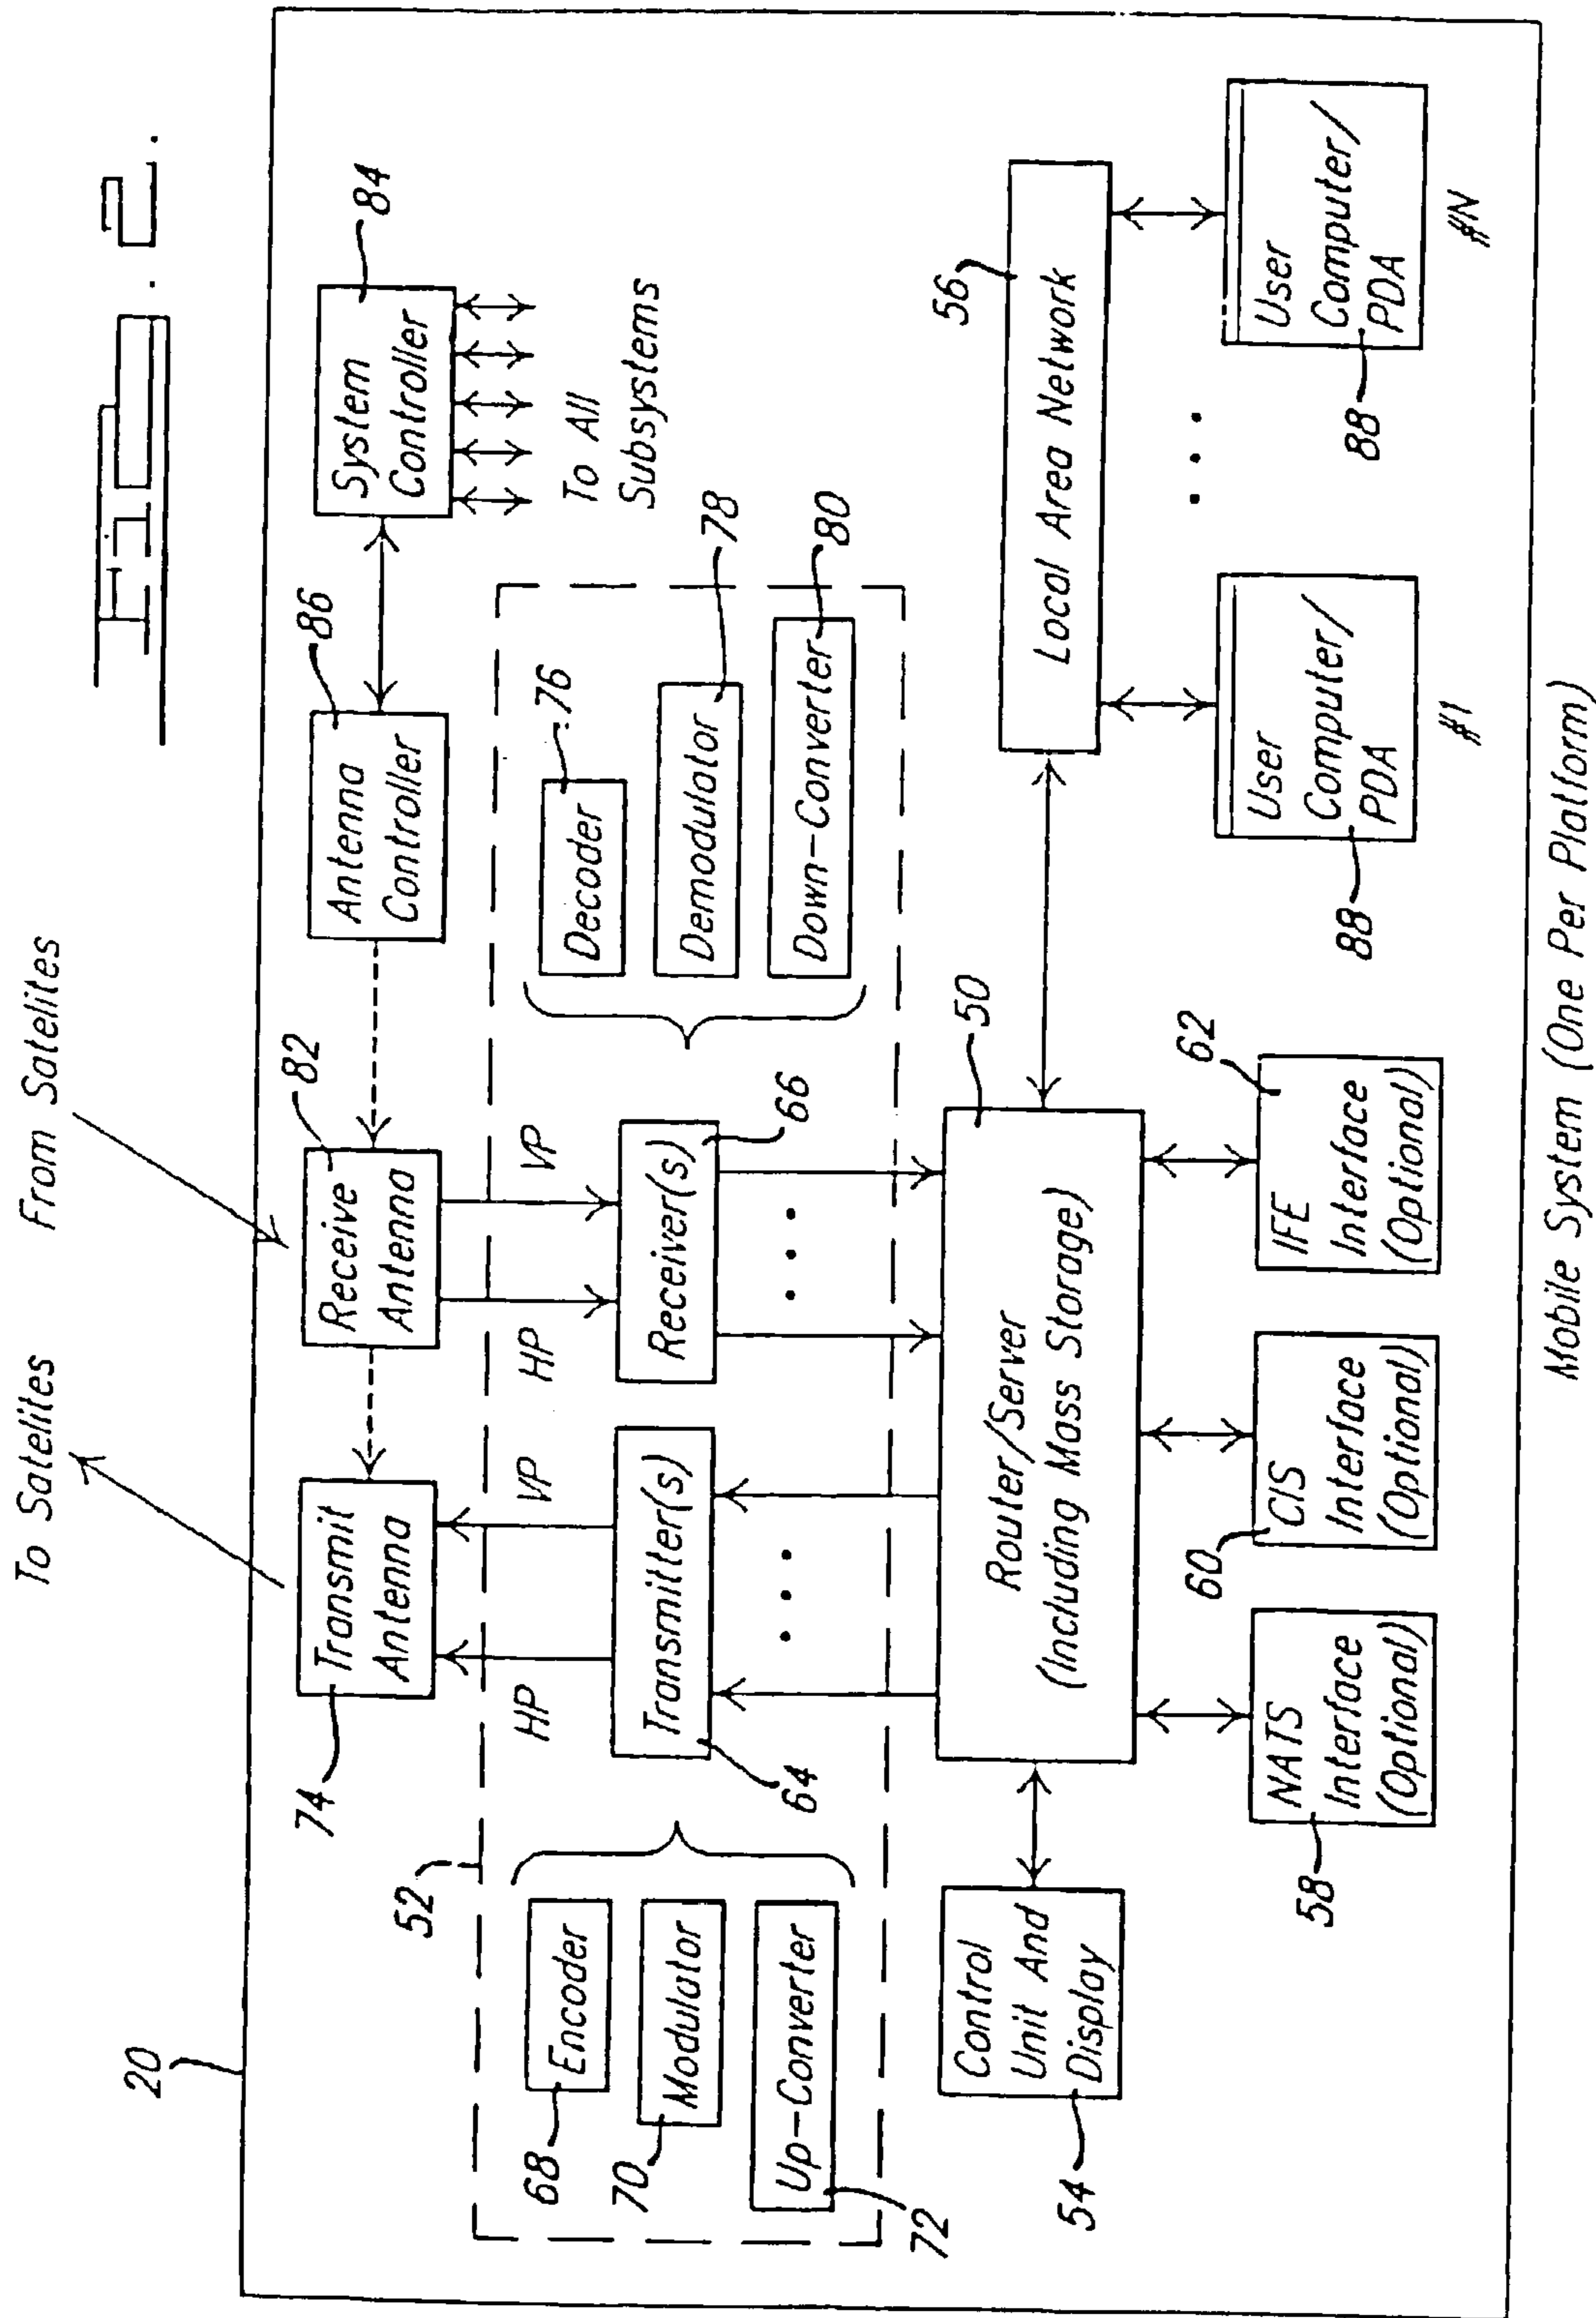 FIG. 2.
To Satellites
From Satellites
20
74
Transmit
Antenna
82
Receive
Antenna
86
Antenna
Controller
84
System
Controller
To All
Subsystems
52
HP
VP
HP
VP
68
Encoder
70
Modulator
72
Up-Converter
Transmitter(s)
64
Receiver(s)
66
Decoder
76
Demodulator
78
Down-Converter
80
Control
Unit And
Display
54
Router/Server
(Including Mass Storage)
50
Local Area Network
56
NATS
Interface
(Optional)
58
CIS
Interface
(Optional)
60
IFE
Interface
(Optional)
62
User
Computer/
PDA
88
#1
User
Computer/
PDA
88
#N
Mobile System (One Per Platform)